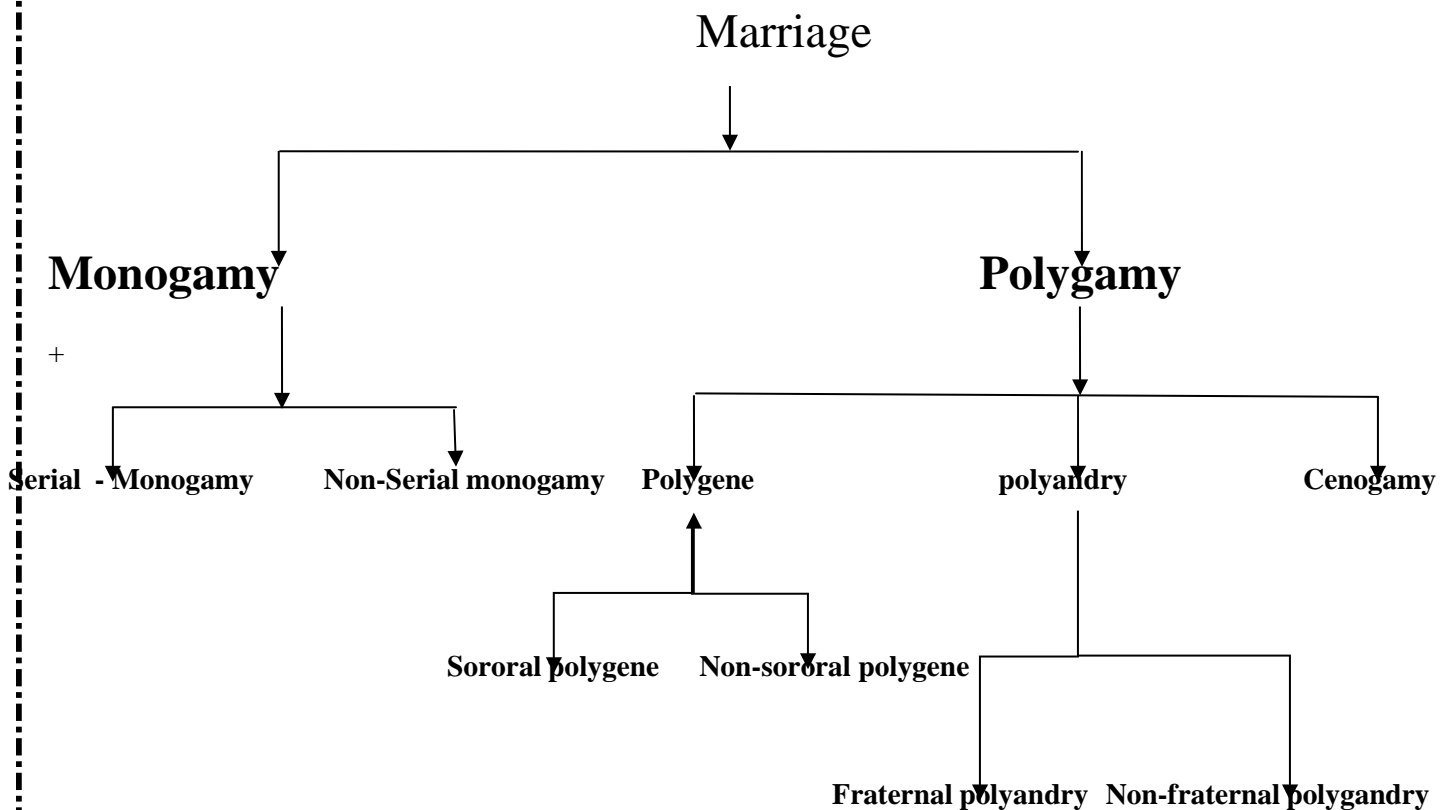 Marriage
Monogamy Polygamy
+
Serial - Monogamy Non-Serial monogamy Polygene polyandry Cenogamy
Sororal polygene Non-sororal polygene
Fraternal polyandry Non-fraternal polygandry